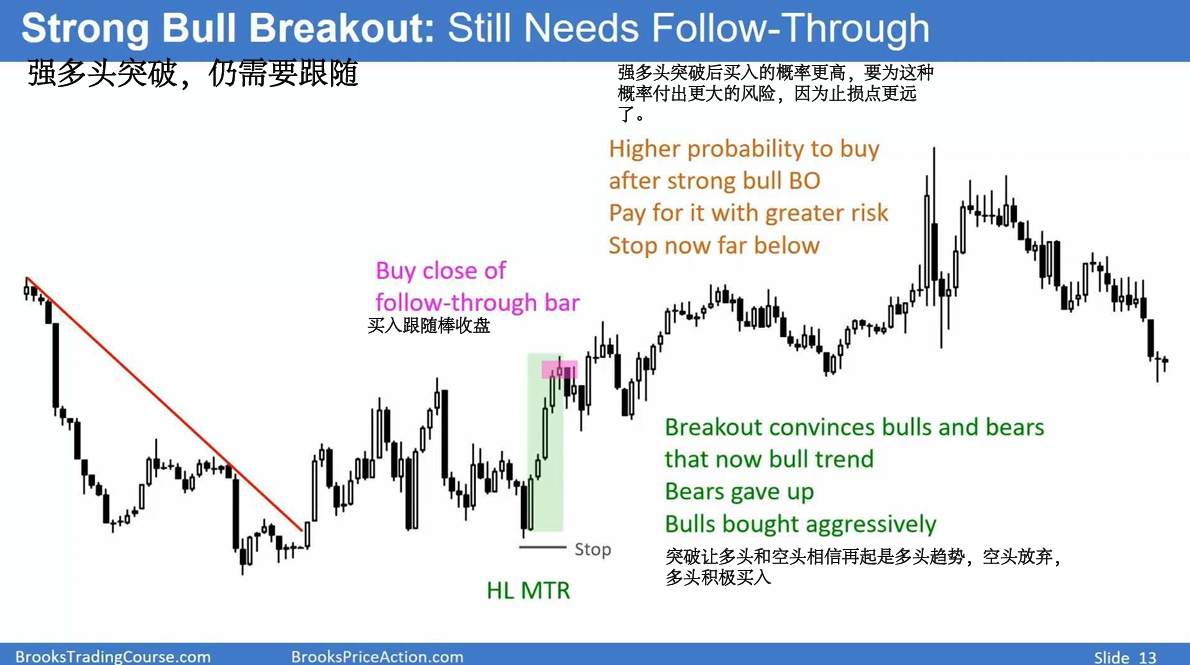 Strong Bull Breakout: Still Needs Follow-Through
强多头突破，仍需要跟随
强多头突破后买入的概率更高，要为这种
概率付出更大的风险，因为止损点更远
了。
Higher probability to buy
after strong bull BO
Pay for it with greater risk
Stop now far below
Buy close of
follow-through bar
买入跟随棒收盘
Breakout convinces bulls and bears
that now bull trend
Bears gave up
Bulls bought aggressively
突破让多头和空头相信再起是多头趋势，空头放弃，
多头积极买入
Stop
HL MTR
BrooksTradingCourse.com
BrooksPriceAction.com
Slide 13